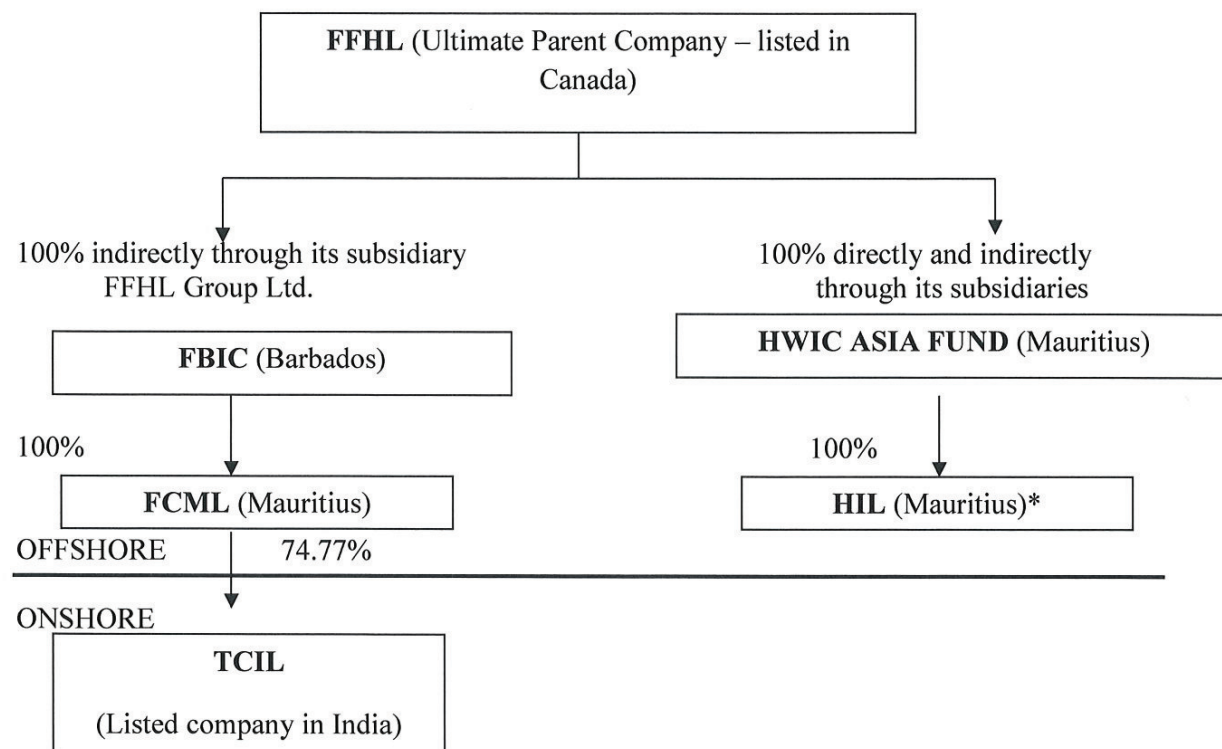 FFHL (Ultimate Parent Company – listed in
Canada)
100% indirectly through its subsidiary
FFHL Group Ltd.
100% directly and indirectly
through its subsidiaries
FBIC (Barbados)
HWIC ASIA FUND (Mauritius)
100%
100%
FCML (Mauritius)
HIL (Mauritius)*
OFFSHORE 74.77%
ONSHORE
TCIL
(Listed company in India)